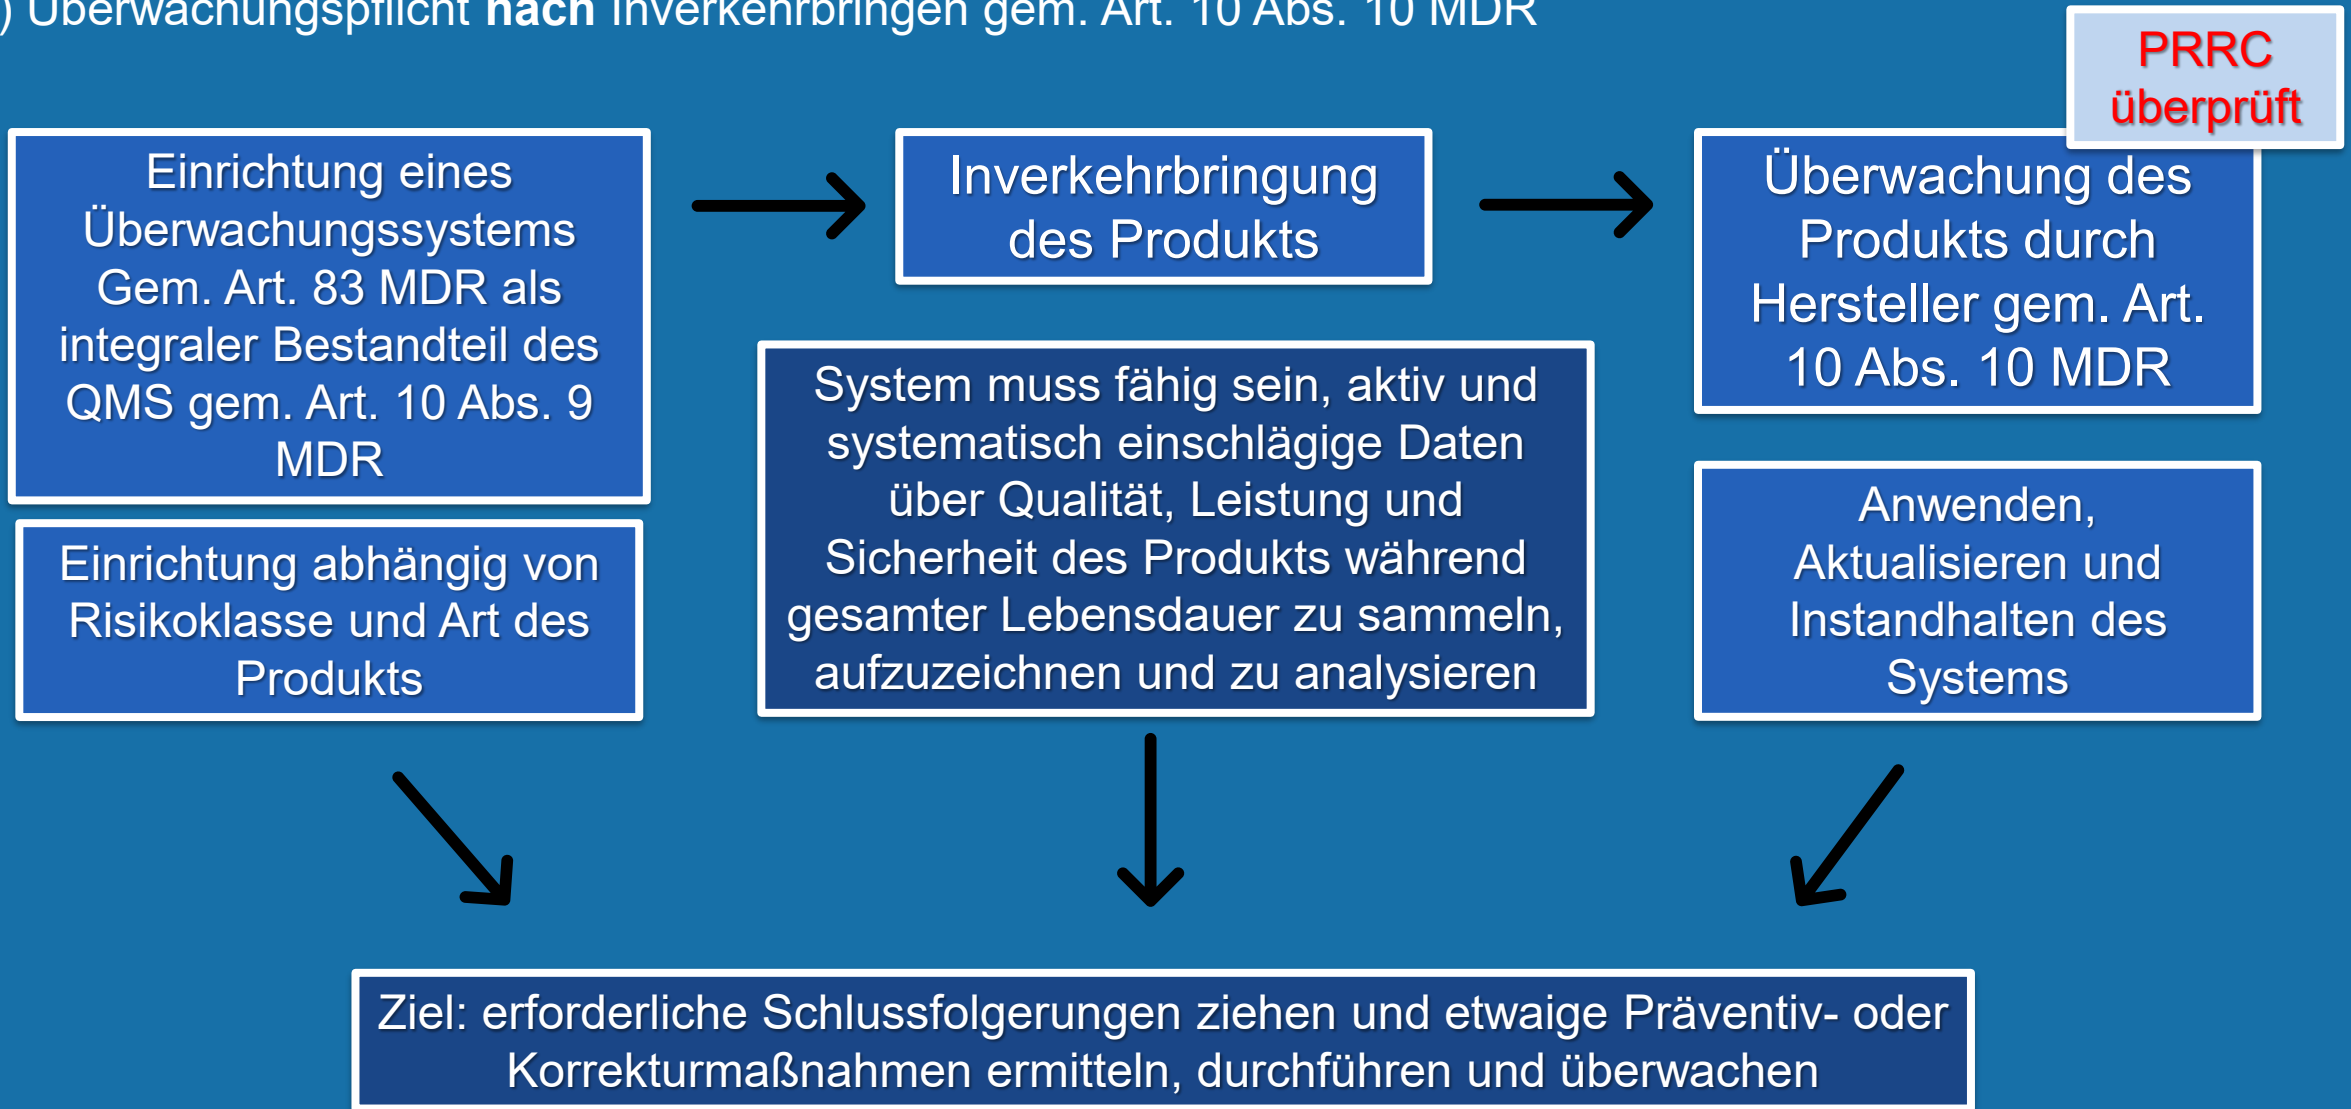 ) Überwachungspflicht nach Inverkehrbringen gem. Art. 10 Abs. 10 MDR
PRRC
überprüft
Einrichtung eines
Überwachungssystems
Gem. Art. 83 MDR als
integraler Bestandteil des
QMS gem. Art. 10 Abs. 9
MDR
Einrichtung abhängig von
Risikoklasse und Art des
Produkts
Inverkehrbringung
des Produkts
System muss fähig sein, aktiv und
systematisch einschlägige Daten
über Qualität, Leistung und
Sicherheit des Produkts während
gesamter Lebensdauer zu sammeln,
aufzuzeichnen und zu analysieren
Überwachung des
Produkts durch
Hersteller gem. Art.
10 Abs. 10 MDR
Anwenden,
Aktualisieren und
Instandhalten des
Systems
Ziel: erforderliche Schlussfolgerungen ziehen und etwaige Präventiv- oder
Korrekturmaßnahmen ermitteln, durchführen und überwachen